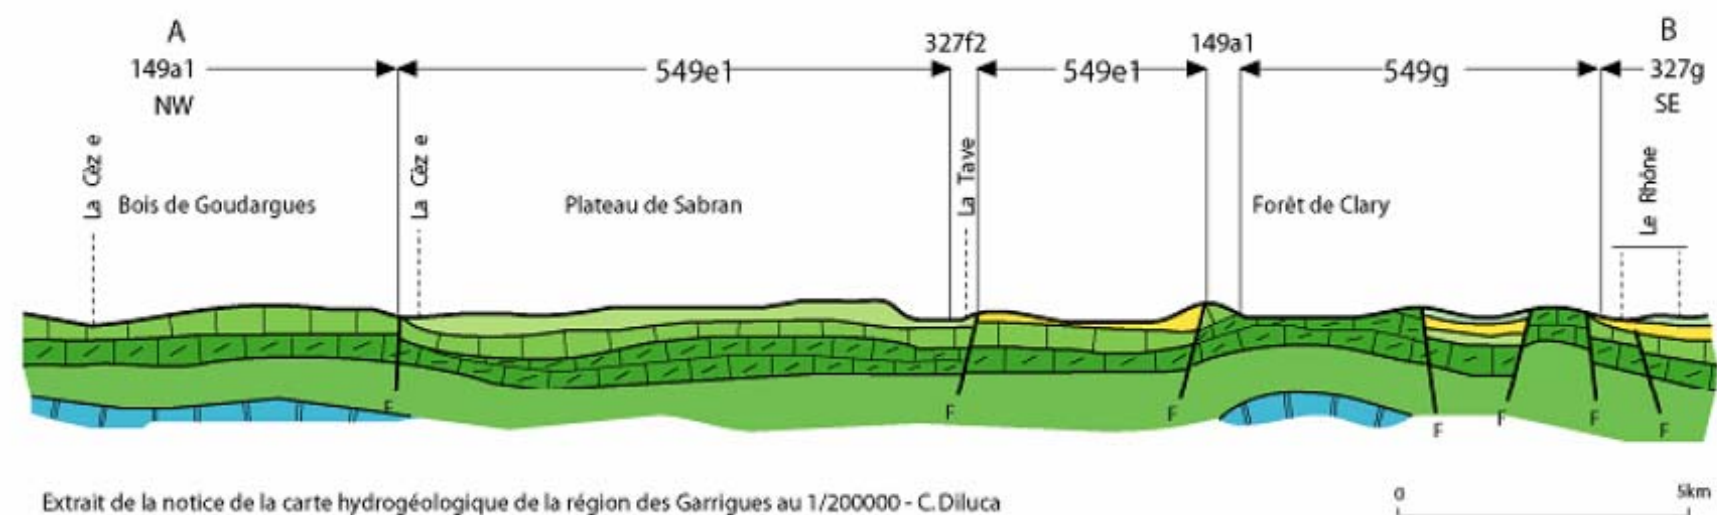 A
B
327f2
149a1
149a1
549e1
549e1
549g
327g
NW
SE
La Cèz e
La Cèz e
La Tave
Le Rhône
Bois de Goudargues
Plateau de Sabran
Forêt de Clary
F
F
F
F
F
F
F
Extrait de la notice de la carte hydrogéologique de la région des Garrigues au 1/200000 - C. Diluca
0
5km